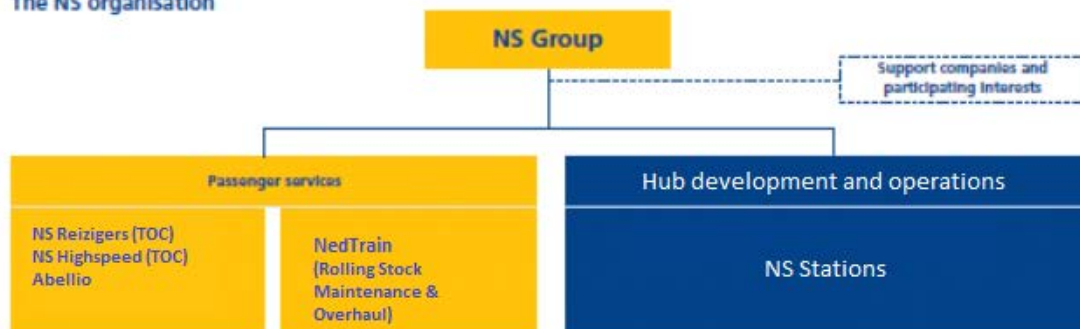 The NS organisation
NS Group
Support companies and
participating interests
Passenger services
Hub development and operations
NS Reizigers (TOC)
NS Highspeed (TOC)
Abellio
NedTrain
(Rolling Stock
Maintenance &
Overhaul)
NS Stations